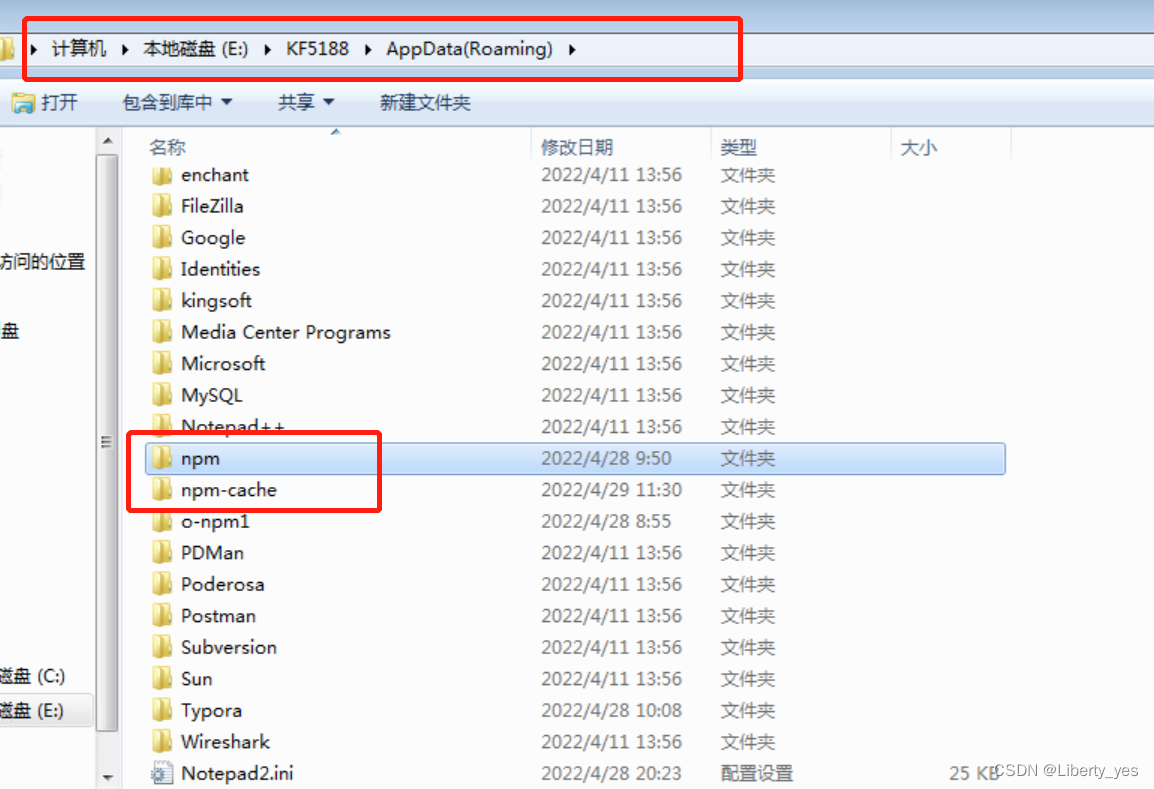 计算机 本地磁盘 (E:) KF5188 AppData(Roaming)
打开 包含到库中 共享 新建文件夹
名称 修改日期 类型 大小
enchant 2022/4/11 13:56 文件夹
FileZilla 2022/4/11 13:56 文件夹
Google 2022/4/11 13:56 文件夹
访问的位置 Identities 2022/4/11 13:56 文件夹
kingsoft 2022/4/11 13:56 文件夹
盘 Media Center Programs 2022/4/11 13:56 文件夹
Microsoft 2022/4/11 13:56 文件夹
MySQL 2022/4/11 13:56 文件夹
Notepad++ 2022/4/11 13:56 文件夹
npm 2022/4/28 9:50 文件夹
npm-cache 2022/4/29 11:30 文件夹
o-npm1 2022/4/28 8:55 文件夹
PDMan 2022/4/11 13:56 文件夹
Poderosa 2022/4/11 13:56 文件夹
Postman 2022/4/11 13:56 文件夹
Subversion 2022/4/11 13:56 文件夹
磁盘 (C:) Sun 2022/4/11 13:56 文件夹
磁盘 (E:) Typora 2022/4/28 10:08 文件夹
Wireshark 2022/4/11 13:56 文件夹
Notepad2.ini 2022/4/28 20:23 配置设置 25 KB
CSDN @Liberty_yes